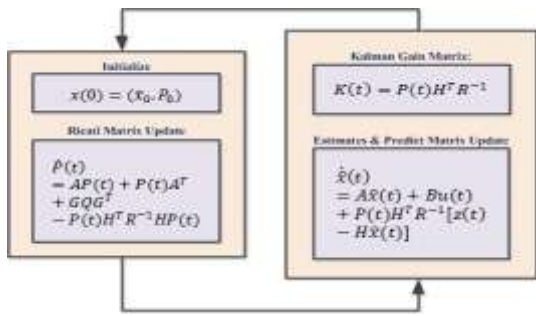 Initialize
x(0) = (x̄₀, P₀)
Ricati Matrix Update
Ṗ(t)
= AP(t) + P(t)Aᵀ
+ GQGᵀ
− P(t)HᵀR⁻¹HP(t)
Kalman Gain Matrix:
K(t) = P(t)HᵀR⁻¹
Estimates & Predict Matrix Update
x̂̇(t)
= Ax̂(t) + Bu(t)
+ P(t)HᵀR⁻¹[z(t)
− Hx̂(t)]